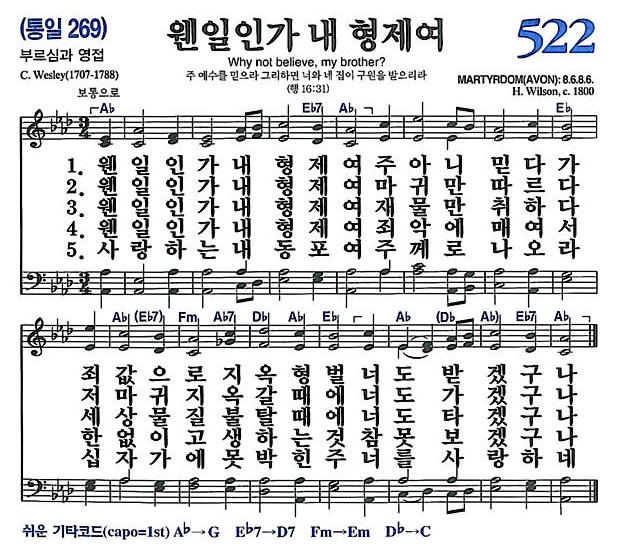 (통일 269)
웬일인가 내 형제여
522
부르심과 영접
Why not believe, my brother?
C. Wesley(1707-1788)
주 예수를 믿으라 그리하면 너와 네 집이 구원을 받으리라
(행 16:31)
MARTYRDOM(AVON): 8.6.8.6.
H. Wilson, c. 1800
보통으로
A♭ E♭7 A♭ E♭
3/4
1. 웬 일 인 가 내 형 제 여 주 아 니 믿 다 가
2. 웬 일 인 가 내 형 제 여 마 귀 만 따 르 다
3. 웬 일 인 가 내 형 제 여 재 물 만 취 하 다
4. 웬 일 인 가 내 형 제 여 죄 악 에 매 여 서
5. 사 랑 하 는 내 동 포 여 주 께 로 나 오 라
3/4
A♭ (E♭7) Fm A♭7 D♭ A♭ E♭ A♭ (D♭ A♭) E♭7 A♭
죄 값 으 로 지 옥 형 벌 너 도 받 겠 구 나
저 마 귀 지 옥 갈 때 에 너 도 가 겠 구 나
세 상 물 질 불 탈 때 에 너 도 타 겠 구 나
한 없 이 고 생 하 는 것 참 못 보 겠 구 나
십 자 가 에 못 박 힌 주 너 를 사 랑 하 네
쉬운 기타코드(capo=1st) A♭→G E♭7→D7 Fm→Em D♭→C